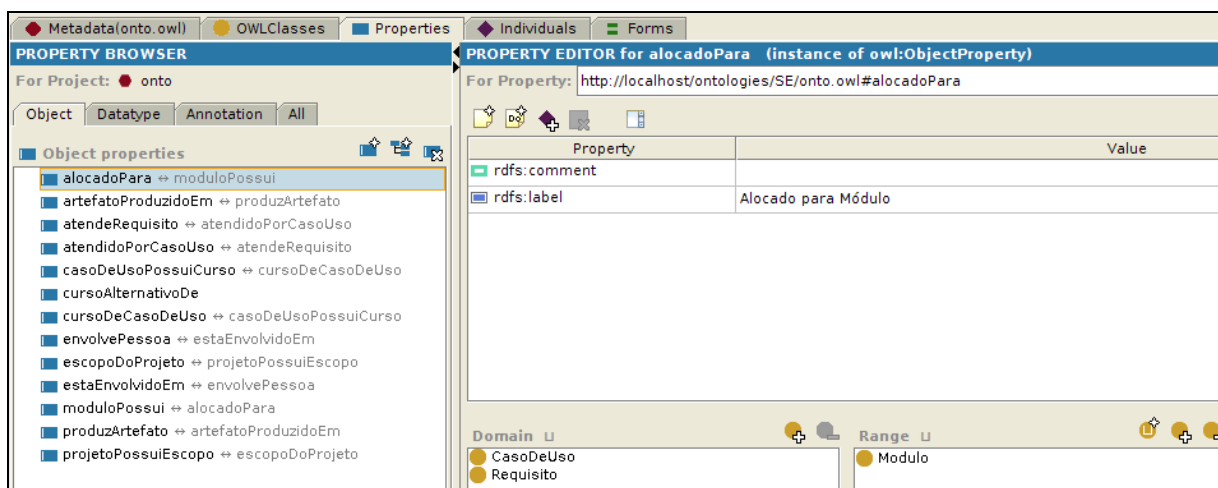 Metadata(onto.owl) OWLClasses Properties Individuals Forms
PROPERTY BROWSER
For Project: onto
Object Datatype Annotation All
Object properties
alocadoPara ↔ moduloPossui
artefatoProduzidoEm ↔ produzArtefato
atendeRequisito ↔ atendidoPorCasoUso
atendidoPorCasoUso ↔ atendeRequisito
casoDeUsoPossuiCurso ↔ cursoDeCasoDeUso
cursoAlternativoDe
cursoDeCasoDeUso ↔ casoDeUsoPossuiCurso
envolvePessoa ↔ estaEnvolvidoEm
escopoDoProjeto ↔ projetoPossuiEscopo
estaEnvolvidoEm ↔ envolvePessoa
moduloPossui ↔ alocadoPara
produzArtefato ↔ artefatoProduzidoEm
projetoPossuiEscopo ↔ escopoDoProjeto
PROPERTY EDITOR for alocadoPara (instance of owl:ObjectProperty)
For Property: http://localhost/ontologies/SE/onto.owl#alocadoPara
Property Value
rdfs:comment
rdfs:label Alocado para Módulo
Domain ⊔
CasoDeUso
Requisito
Range ⊔
Modulo